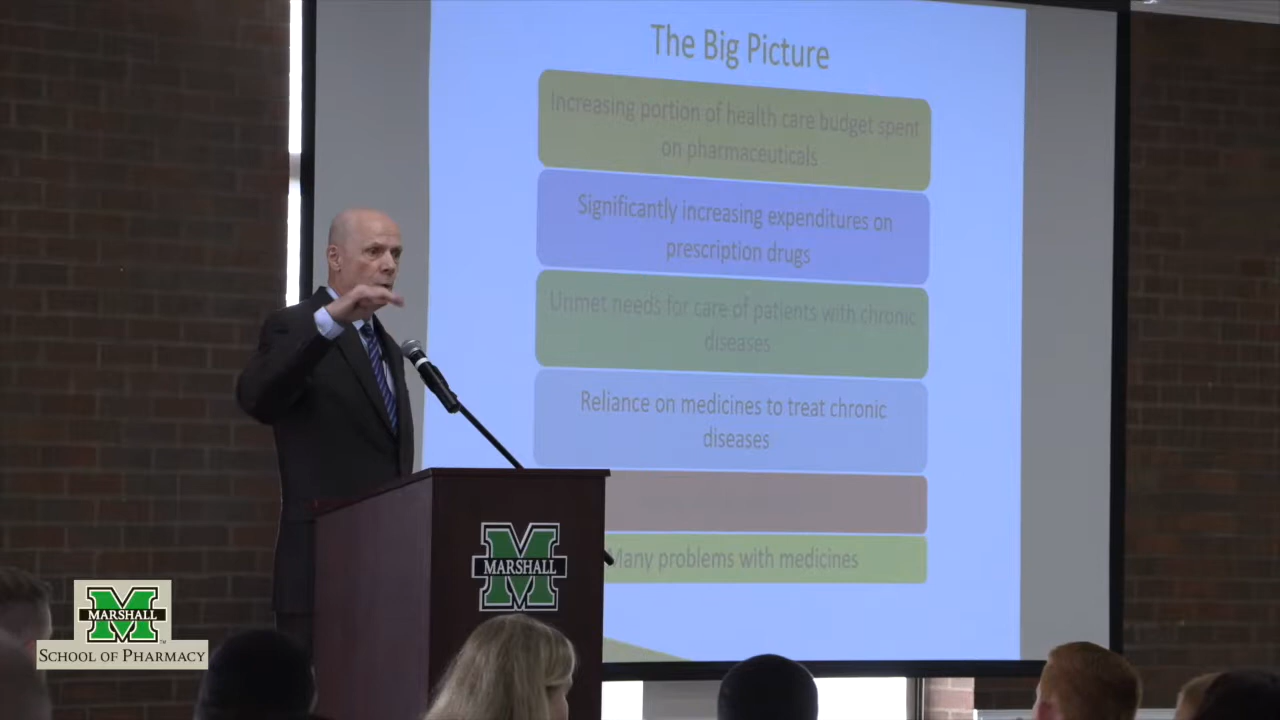 The Big Picture
Increasing portion of health care budget spent
on pharmaceuticals
Significantly increasing expenditures on
prescription drugs
Unmet needs for care of patients with chronic
diseases
Reliance on medicines to treat chronic
diseases
Many problems with medicines
MARSHALL
MARSHALL
TM
SCHOOL OF PHARMACY